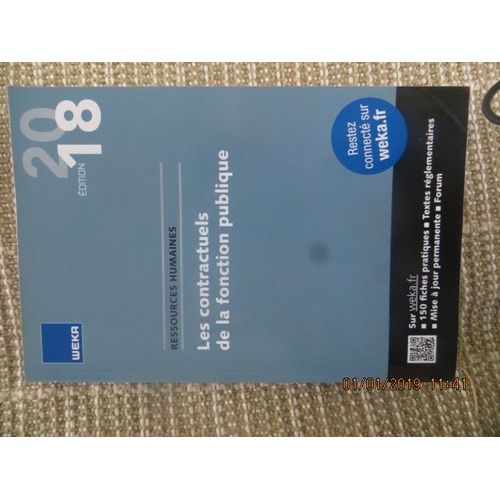 WEKA
20
18
ÉDITION
RESSOURCES HUMAINES
Les contractuels
de la fonction publique
Restez
connecté sur
weka.fr
Sur weka.fr
■ 150 fiches pratiques ■ Textes réglementaires
■ Mise à jour permanente ■ Forum
01/01/2019 11:41